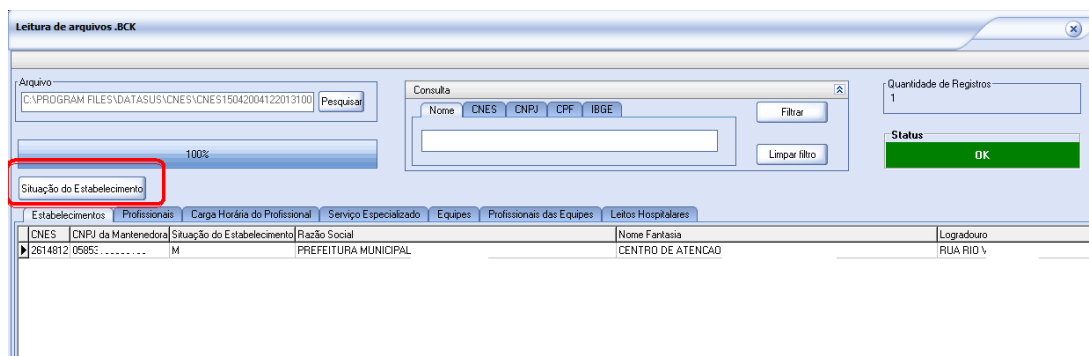 Leitura de arquivos .BCK
Arquivo
C:\PROGRAM FILES\DATASUS\CNES\CNES15042004122013100
Pesquisar
100%
Consulta
Nome CNES CNPJ CPF IBGE
Filtrar
Limpar filtro
Quantidade de Registros
1
Status
OK
Situação do Estabelecimento
Estabelecimentos Profissionais Carga Horária do Profissional Serviço Especializado Equipes Profissionais das Equipes Leitos Hospitalares
CNES CNPJ da Mantenedora Situação do Estabelecimento Razão Social Nome Fantasia Logradouro
2614812 0585 M PREFEITURA MUNICIPAL CENTRO DE ATENCAO RUA RIO